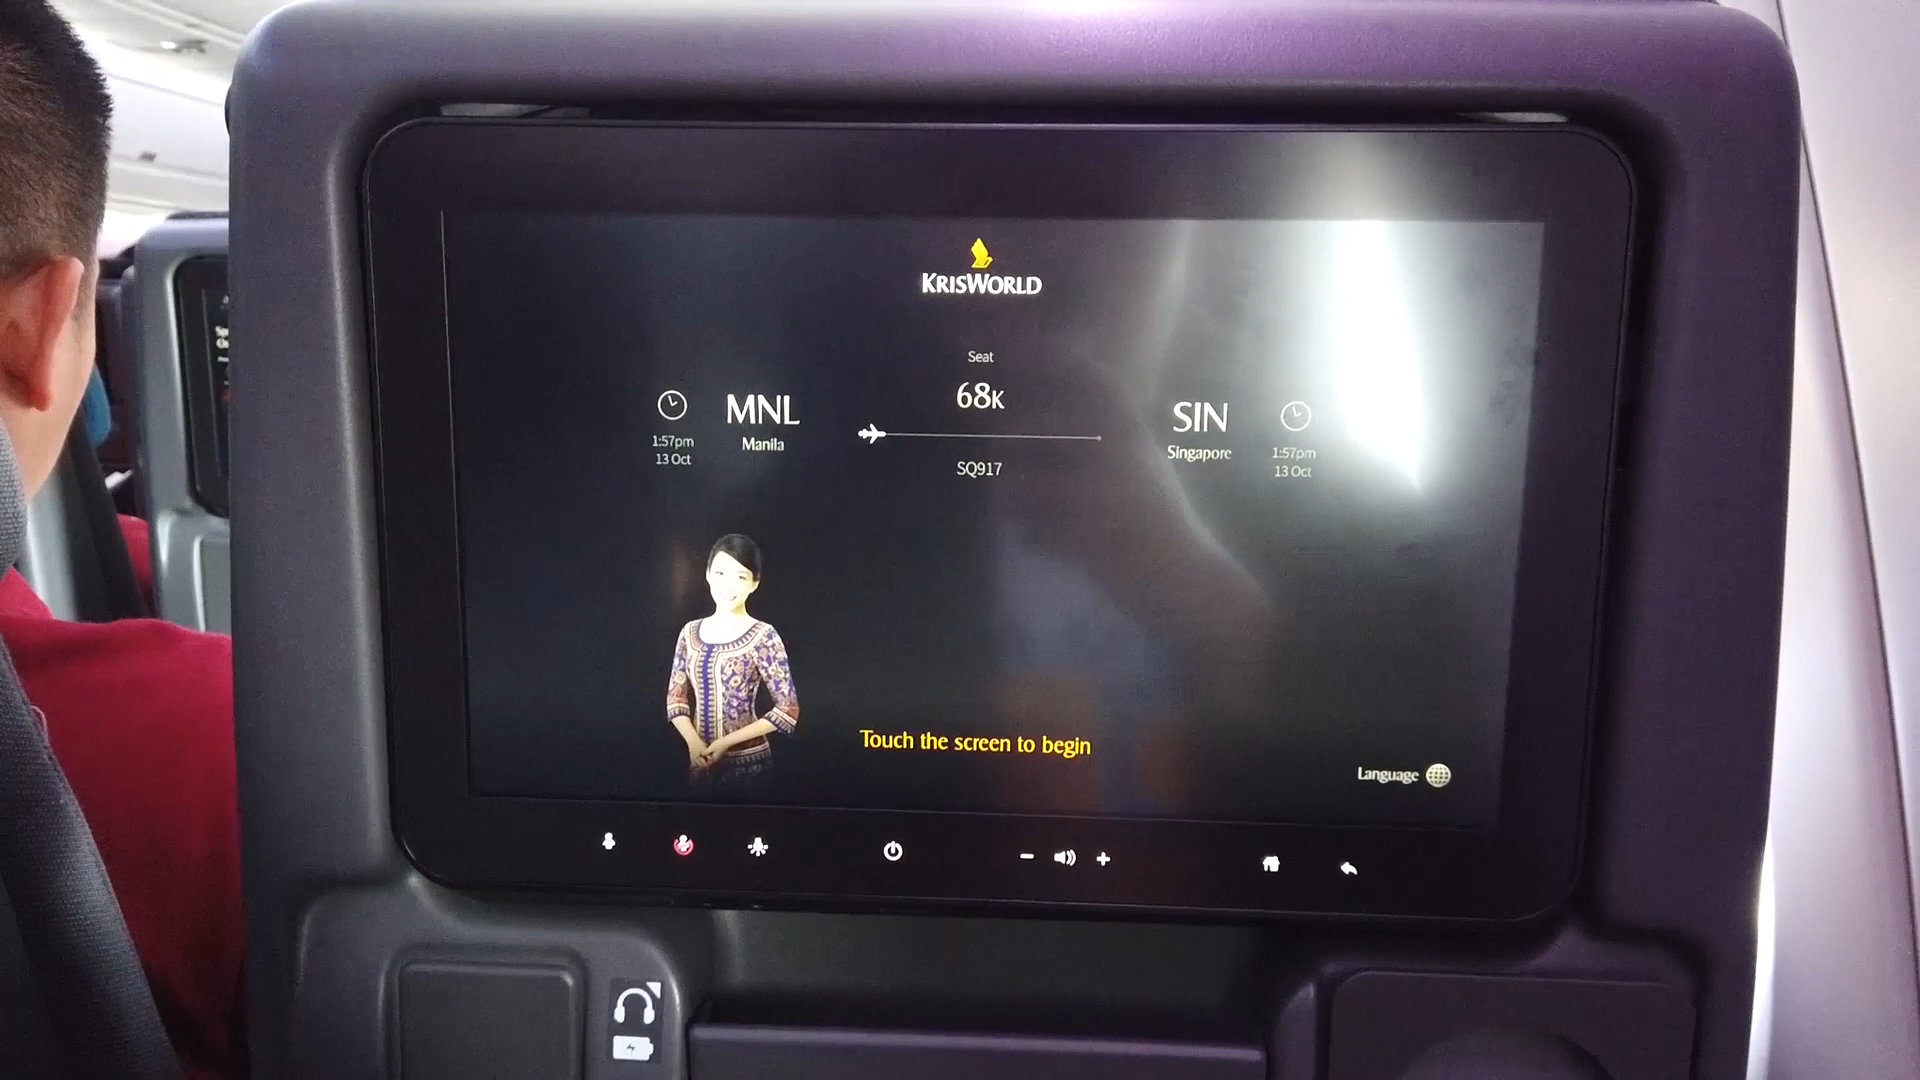 KRISWORLD
Seat
68K
MNL
Manila
1:57pm
13 Oct
SQ917
SIN
Singapore
1:57pm
13 Oct
Touch the screen to begin
Language